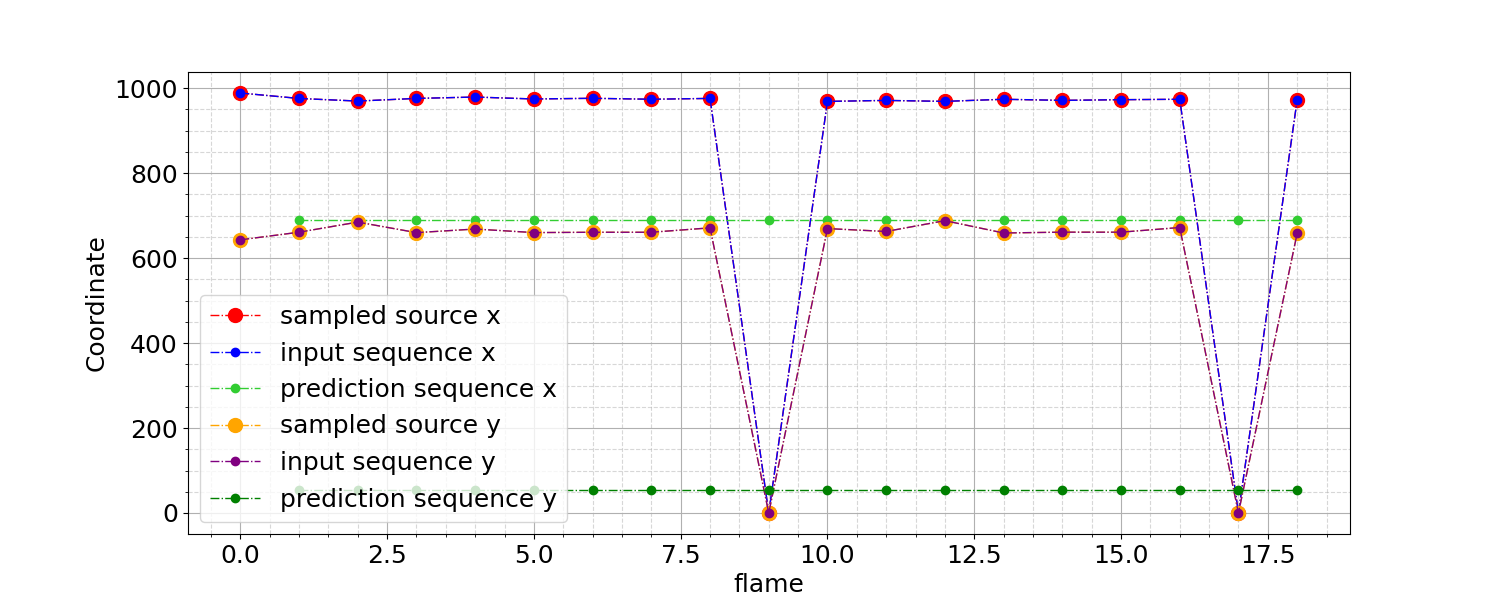 1000
800
600
400
200
0
Coordinate
sampled source x
input sequence x
prediction sequence x
sampled source y
input sequence y
prediction sequence y
0.0 2.5 5.0 7.5 10.0 12.5 15.0 17.5
flame